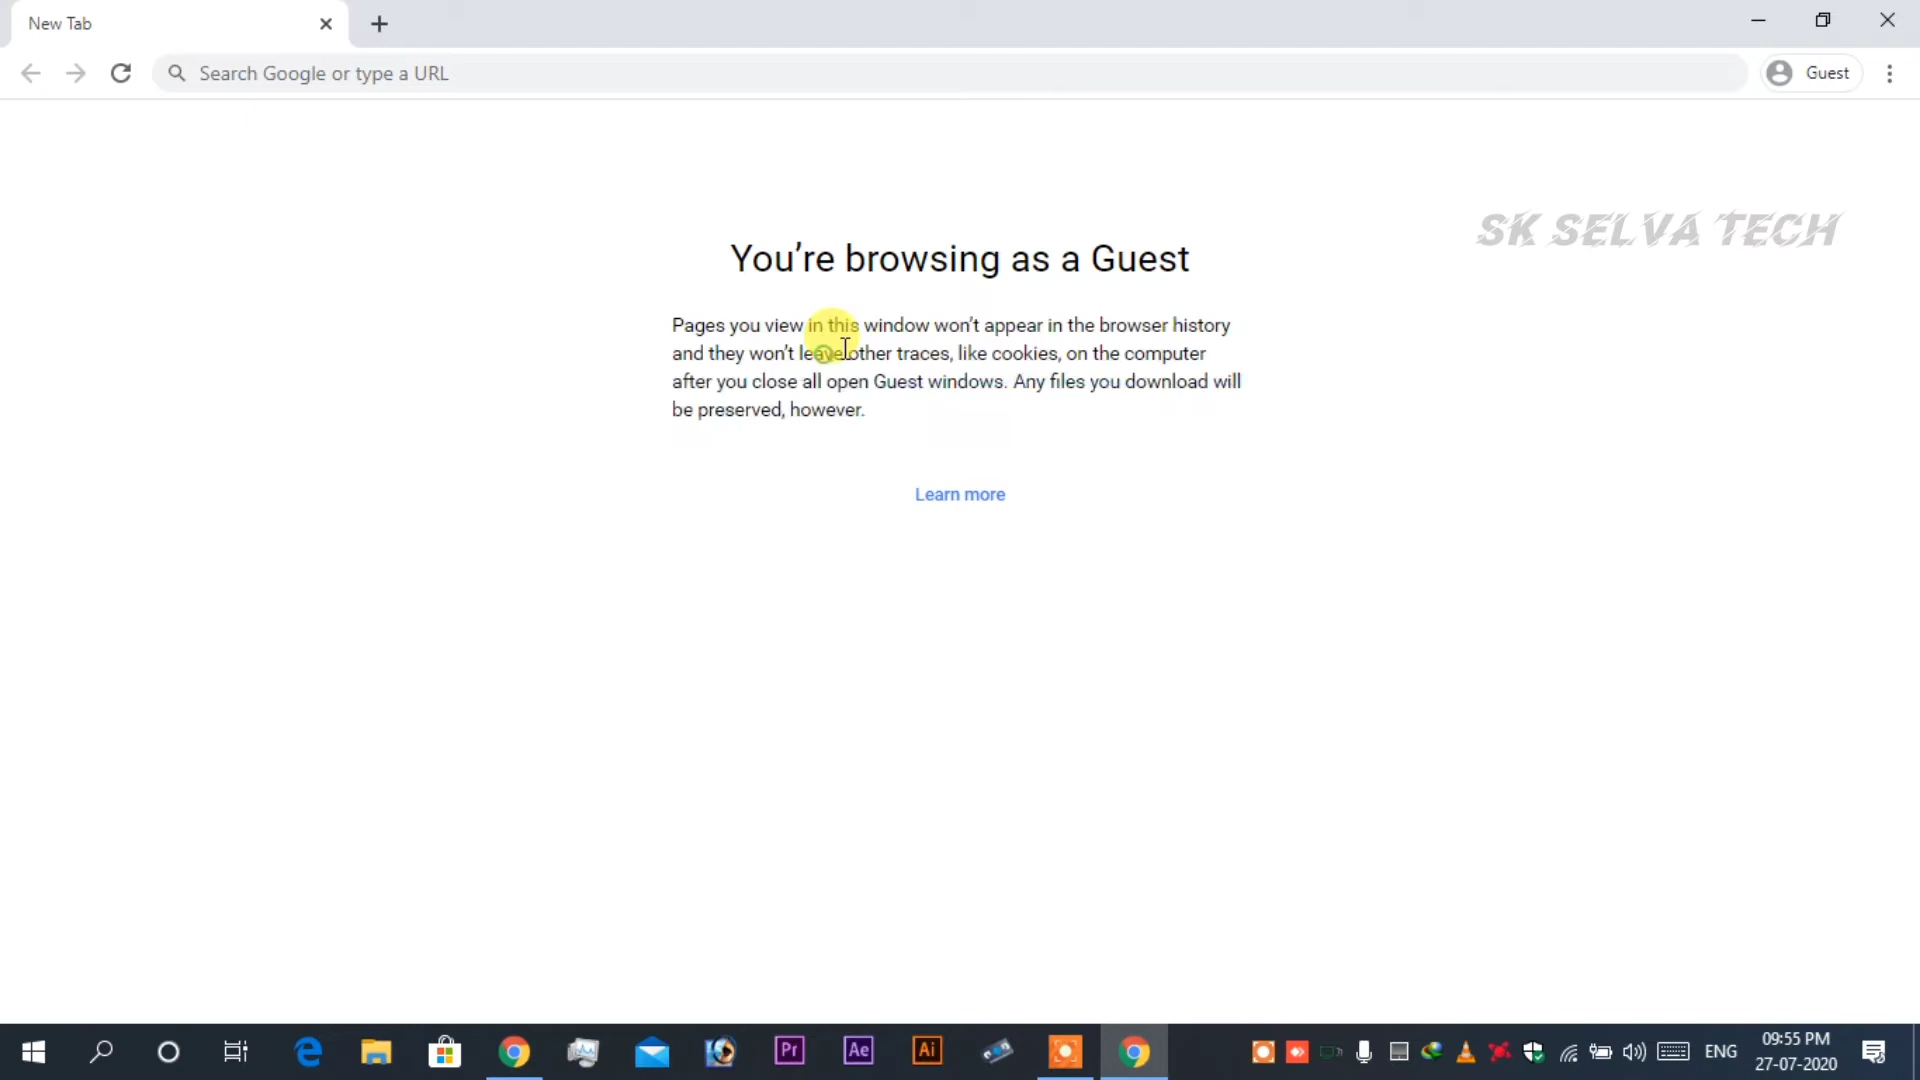 New Tab
Search Google or type a URL
Guest
SK SELVA TECH
You're browsing as a Guest
Pages you view in this window won't appear in the browser history
and they won't leave other traces, like cookies, on the computer
after you close all open Guest windows. Any files you download will
be preserved, however.
Learn more
Pr
Ae
Ai
ENG
09:55 PM
27-07-2020